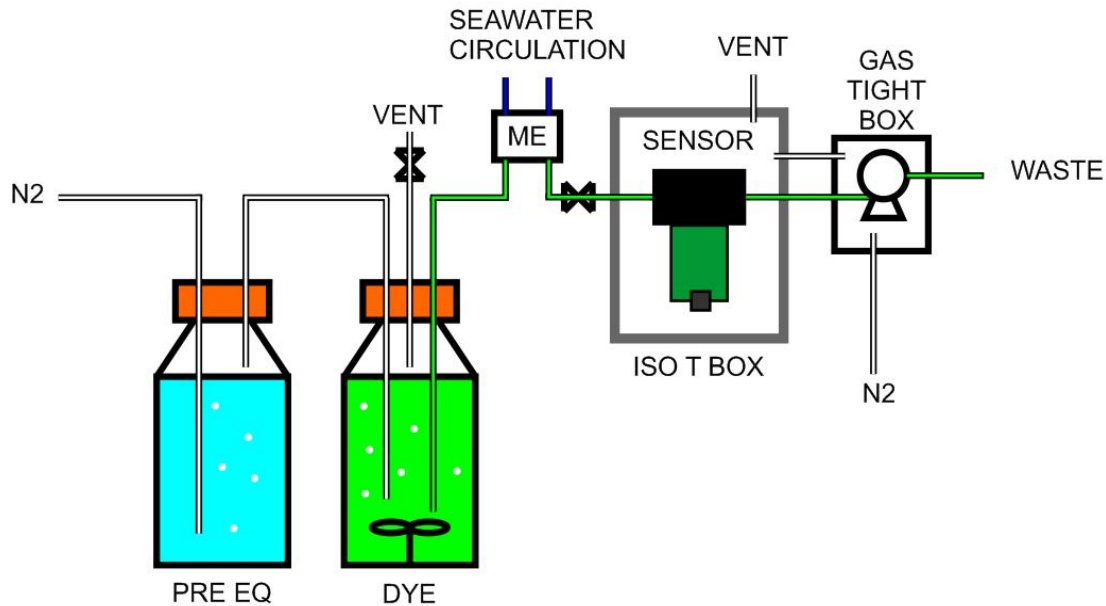 SEAWATER
CIRCULATION
VENT
GAS
TIGHT
BOX
VENT
ME
SENSOR
WASTE
N2
ISO T BOX
N2
PRE EQ
DYE